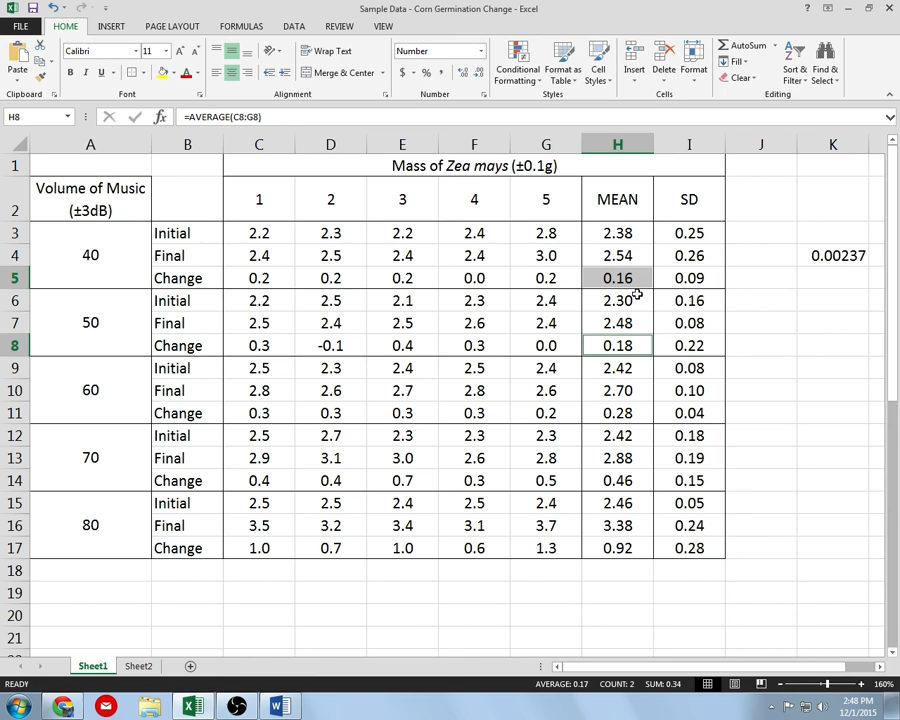 Sample Data - Corn Germination Change - Excel
FILE HOME INSERT PAGE LAYOUT FORMULAS DATA REVIEW VIEW
Paste
Calibri 11 A A
B I U A
Wrap Text
Merge & Center
Number
$ % , .0 .00 .00 .0
Conditional Formatting
Format as Table
Cell Styles
Insert Delete Format
AutoSum
Fill
Clear
Sort & Filter
Find & Select
Clipboard Font Alignment Number Styles Cells Editing
H8 fx =AVERAGE(C8:G8)
A B C D E F G H I J K
1 Mass of Zea mays (±0.1g)
2 Volume of Music (±3dB) 1 2 3 4 5 MEAN SD
3 Initial 2.2 2.3 2.2 2.4 2.8 2.38 0.25
4 40 Final 2.4 2.5 2.4 2.4 3.0 2.54 0.26 0.00237
5 Change 0.2 0.2 0.2 0.0 0.2 0.16 0.09
6 Initial 2.2 2.5 2.1 2.3 2.4 2.30 0.16
7 50 Final 2.5 2.4 2.5 2.6 2.4 2.48 0.08
8 Change 0.3 -0.1 0.4 0.3 0.0 0.18 0.22
9 Initial 2.5 2.3 2.4 2.5 2.4 2.42 0.08
10 60 Final 2.8 2.6 2.7 2.8 2.6 2.70 0.10
11 Change 0.3 0.3 0.3 0.3 0.2 0.28 0.04
12 Initial 2.5 2.7 2.3 2.3 2.3 2.42 0.18
13 70 Final 2.9 3.1 3.0 2.6 2.8 2.88 0.19
14 Change 0.4 0.4 0.7 0.3 0.5 0.46 0.15
15 Initial 2.5 2.5 2.4 2.5 2.4 2.46 0.05
16 80 Final 3.5 3.2 3.4 3.1 3.7 3.38 0.24
17 Change 1.0 0.7 1.0 0.6 1.3 0.92 0.28
18
19
20
21
Sheet1 Sheet2
READY AVERAGE: 0.17 COUNT: 2 SUM: 0.34 160%
2:48 PM
12/1/2015